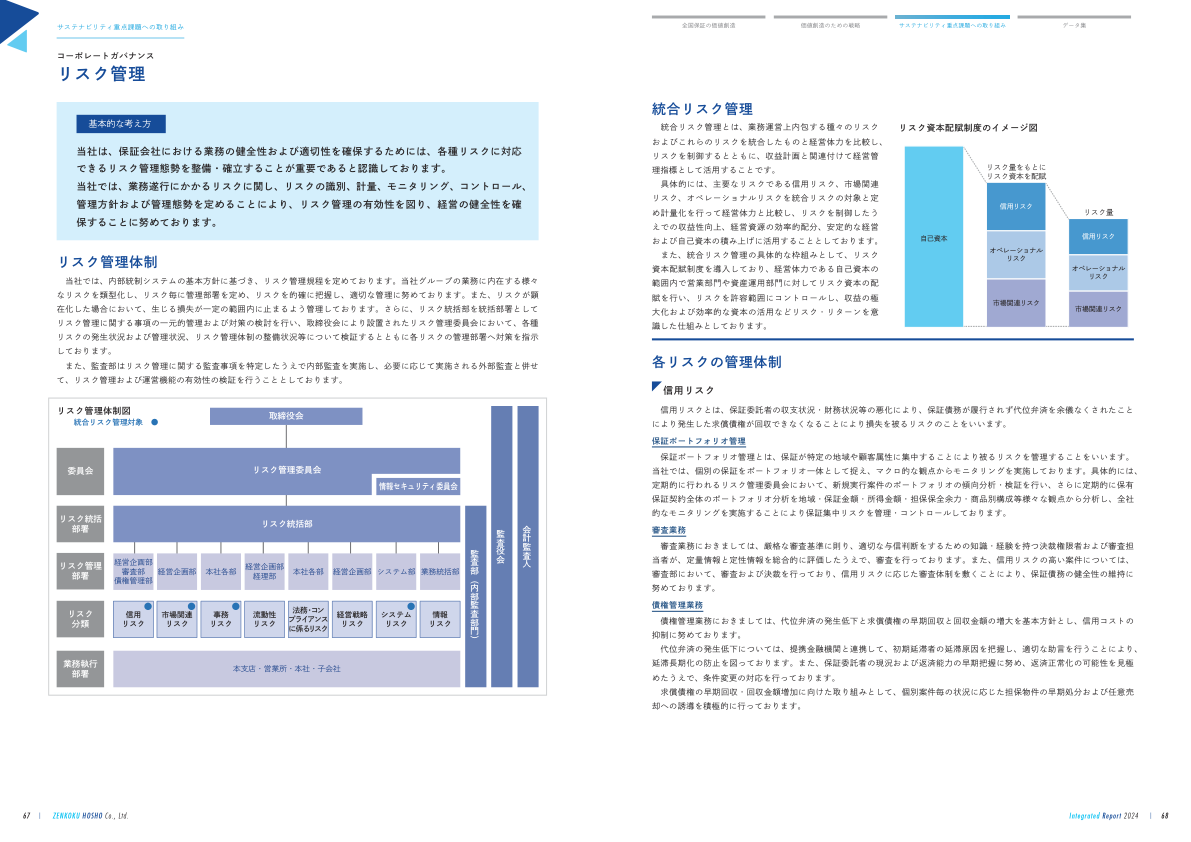 サステナビリティ重点課題への取り組み
コーポレートガバナンス
リスク管理
基本的な考え方
当社は、保証会社における業務の健全性および適切性を確保するためには、各種リスクに対応
できるリスク管理態勢を整備・確立することが重要であると認識しております。
当社では、業務遂行にかかるリスクに関し、リスクの識別、計量、モニタリング、コントロール、
管理方針および管理態勢を定めることにより、リスク管理の有効性を図り、経営の健全性を確
保することに努めております。
リスク管理体制
当社では、内部統制システムの基本方針に基づき、リスク管理規程を定めております。当社グループの業務に内在する様々
なリスクを類型化し、リスク毎に管理部署を定め、リスクを的確に把握し、適切な管理に努めております。また、リスクが顕
在化した場合において、生じる損失が一定の範囲内に止まるよう管理しております。さらに、リスク統括部を統括部署として
リスク管理に関する事項の一元的管理および対策の検討を行い、取締役会により設置されたリスク管理委員会において、各種
リスクの発生状況および管理状況、リスク管理体制の整備状況等について検証するとともに各リスクの管理部署へ対策を指示
しております。
また、監査部はリスク管理に関する監査事項を特定したうえで内部監査を実施し、必要に応じて実施される外部監査と併せ
て、リスク管理および運営機能の有効性の検証を行うこととしております。
リスク管理体制図
統合リスク管理対象 ●
取締役会
委員会
リスク管理委員会
情報セキュリティ委員会
リスク統括
部署
リスク統括部
リスク管理
部署
経営企画部
審査部
債権管理部
経営企画部
本社各部
経営企画部
経理部
本社各部
経営企画部
システム部
業務統括部
リスク
分類
信用
リスク
市場関連
リスク
事務
リスク
流動性
リスク
法務・コン
プライアンス
に係るリスク
経営戦略
リスク
システム
リスク
情報
リスク
業務執行
部署
本支店・営業所・本社・子会社
監査部（内部監査部門）
監査役会
会計監査人
67 | ZENKOKU HOSHO Co., Ltd.
全国保証の価値創造
価値創造のための戦略
サステナビリティ重点課題への取り組み
データ集
統合リスク管理
統合リスク管理とは、業務運営上内包する種々のリスク
およびこれらのリスクを統合したものと経営体力を比較し、
リスクを制御するとともに、収益計画と関連付けて経営管
理指標として活用することです。
具体的には、主要なリスクである信用リスク、市場関連
リスク、オペレーショナルリスクを統合リスクの対象と定
め計量化を行って経営体力と比較し、リスクを制御したう
えでの収益性向上、経営資源の効率的配分、安定的な経営
および自己資本の積み上げに活用することとしております。
また、統合リスク管理の具体的な枠組みとして、リスク
資本配賦制度を導入しており、経営体力である自己資本の
範囲内で営業部門や資産運用部門に対してリスク資本の配
賦を行い、リスクを許容範囲にコントロールし、収益の極
大化および効率的な資本の活用などリスク・リターンを意
識した仕組みとしております。
リスク資本配賦制度のイメージ図
自己資本
リスク量をもとに
リスク資本を配賦
信用リスク
オペレーショナル
リスク
市場関連リスク
リスク量
信用リスク
オペレーショナル
リスク
市場関連リスク
各リスクの管理体制
信用リスク
信用リスクとは、保証委託者の収支状況・財務状況等の悪化により、保証債務が履行されず代位弁済を余儀なくされたこと
により発生した求償債権が回収できなくなることにより損失を被るリスクのことをいいます。
保証ポートフォリオ管理
保証ポートフォリオ管理とは、保証が特定の地域や顧客属性に集中することにより被るリスクを管理することをいいます。
当社では、個別の保証をポートフォリオ一体として捉え、マクロ的な観点からモニタリングを実施しております。具体的には、
定期的に行われるリスク管理委員会において、新規実行案件のポートフォリオの傾向分析・検証を行い、さらに定期的に保有
保証契約全体のポートフォリオ分析を地域・保証金額・所得金額・担保保全余力・商品別構成等様々な観点から分析し、全社
的なモニタリングを実施することにより保証集中リスクを管理・コントロールしております。
審査業務
審査業務におきましては、厳格な審査基準に則り、適切な与信判断をするための知識・経験を持つ決裁権限者および審査担
当者が、定量情報と定性情報を総合的に評価したうえで、審査を行っております。また、信用リスクの高い案件については、
審査部において、審査および決裁を行っており、信用リスクに応じた審査体制を敷くことにより、保証債務の健全性の維持に
努めております。
債権管理業務
債権管理業務におきましては、代位弁済の発生低下と求償債権の早期回収と回収金額の増大を基本方針とし、信用コストの
抑制に努めております。
代位弁済の発生低下については、提携金融機関と連携して、初期延滞者の延滞原因を把握し、適切な助言を行うことにより、
延滞長期化の防止を図っております。また、保証委託者の現況および返済能力の早期把握に努め、返済正常化の可能性を見極
めたうえで、条件変更の対応を行っております。
求償債権の早期回収・回収金額増加に向けた取り組みとして、個別案件毎の状況に応じた担保物件の早期処分および任意売
却への誘導を積極的に行っております。
Integrated Report 2024 | 68